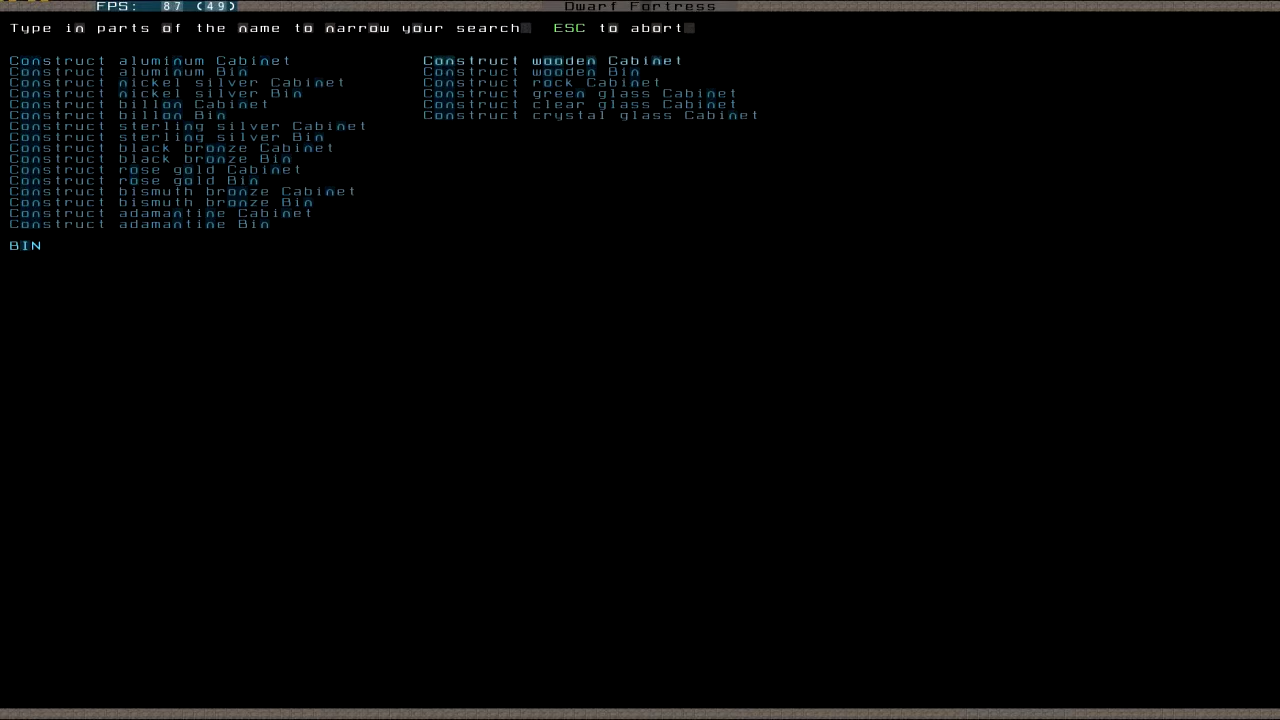 FPS: 87 (49)
Dwarf Fortress
Type in parts of the name to narrow your search. ESC to abort.
Construct aluminum Cabinet
Construct aluminum Bin
Construct nickel silver Cabinet
Construct nickel silver Bin
Construct billon Cabinet
Construct billon Bin
Construct sterling silver Cabinet
Construct sterling silver Bin
Construct black bronze Cabinet
Construct black bronze Bin
Construct rose gold Cabinet
Construct rose gold Bin
Construct bismuth bronze Cabinet
Construct bismuth bronze Bin
Construct adamantine Cabinet
Construct adamantine Bin
Construct wooden Cabinet
Construct wooden Bin
Construct rock Cabinet
Construct green glass Cabinet
Construct clear glass Cabinet
Construct crystal glass Cabinet
BIN